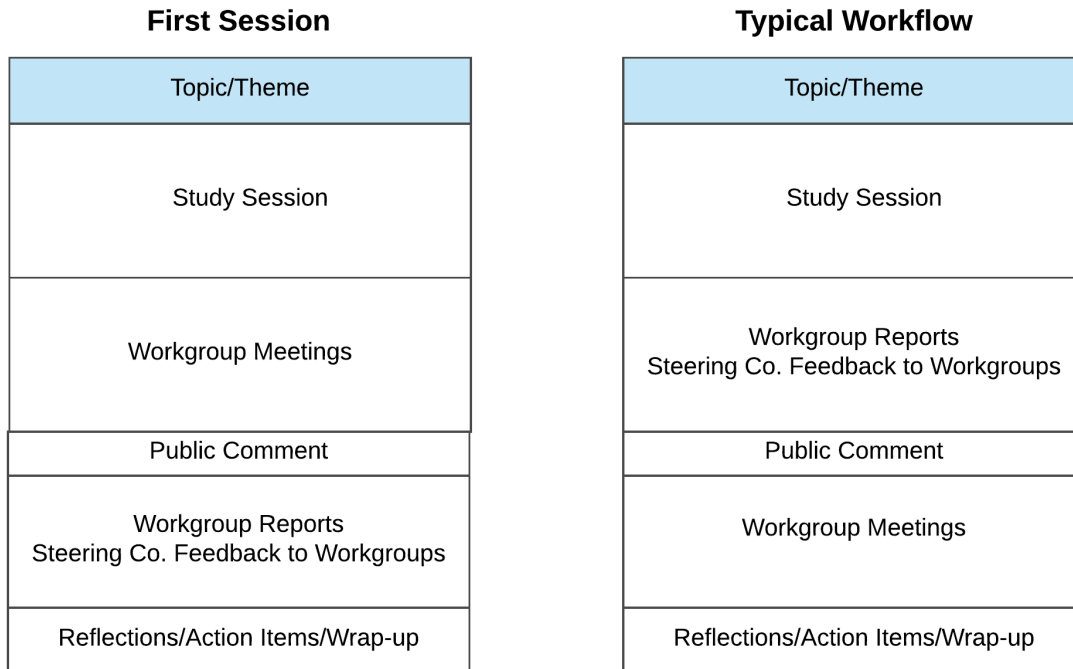 First Session
Topic/Theme
Study Session
Workgroup Meetings
Public Comment
Workgroup Reports
Steering Co. Feedback to Workgroups
Reflections/Action Items/Wrap-up
Typical Workflow
Topic/Theme
Study Session
Workgroup Reports
Steering Co. Feedback to Workgroups
Public Comment
Workgroup Meetings
Reflections/Action Items/Wrap-up